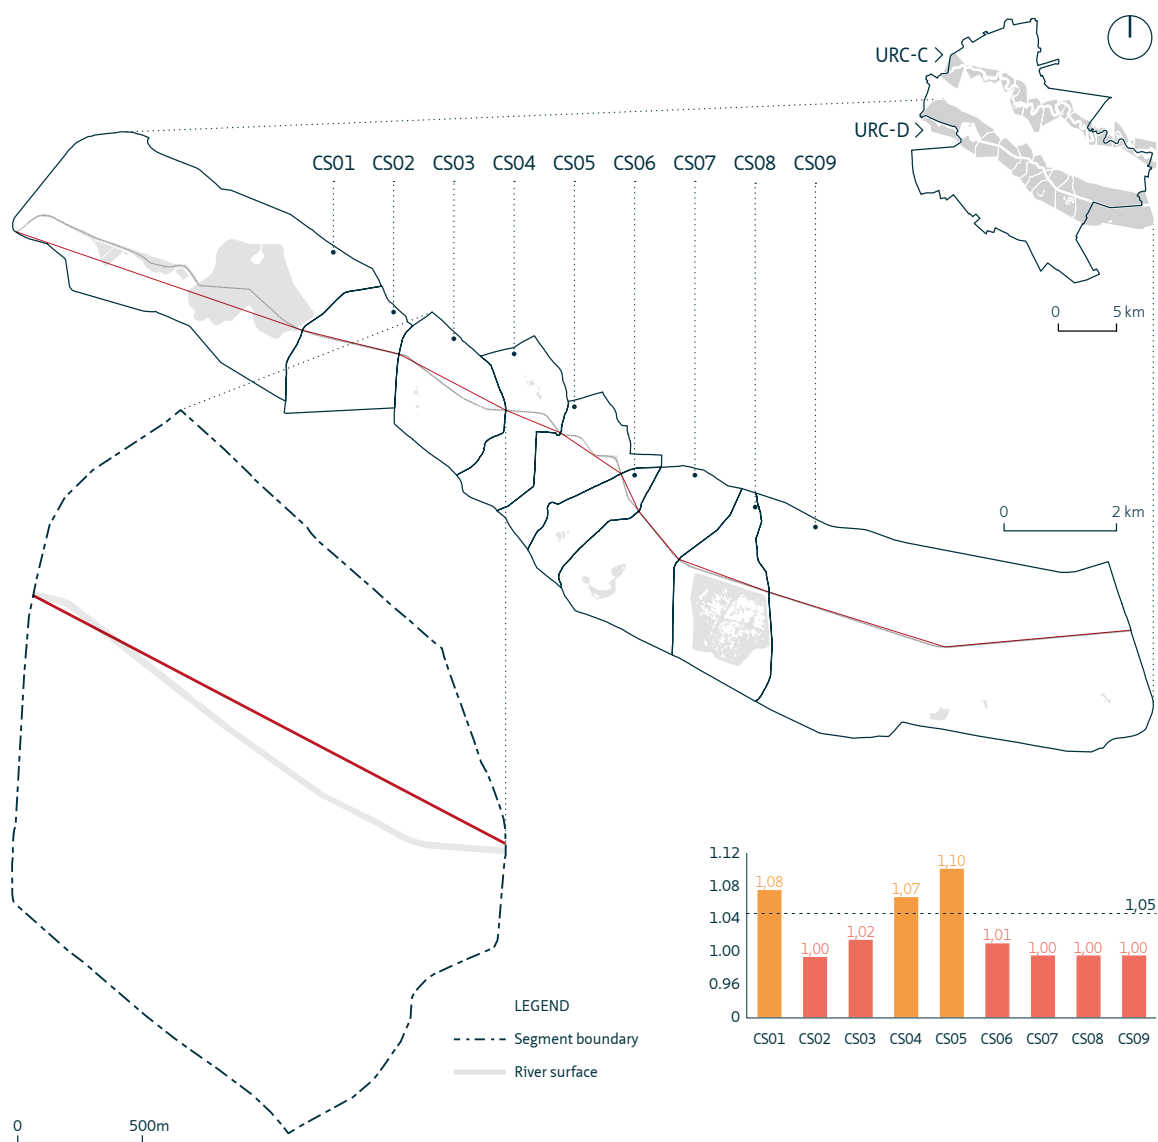 URC-C
URC-D
CS01 CS02 CS03 CS04 CS05 CS06 CS07 CS08 CS09
0 5 km
0 2 km
1.12
1.08
1.04
1.00
0.96
0
1,08
1,00
1,02
1,07
1,10
1,01
1,00
1,00
1,00
1,05
CS01 CS02 CS03 CS04 CS05 CS06 CS07 CS08 CS09
LEGEND
Segment boundary
River surface
0 500m